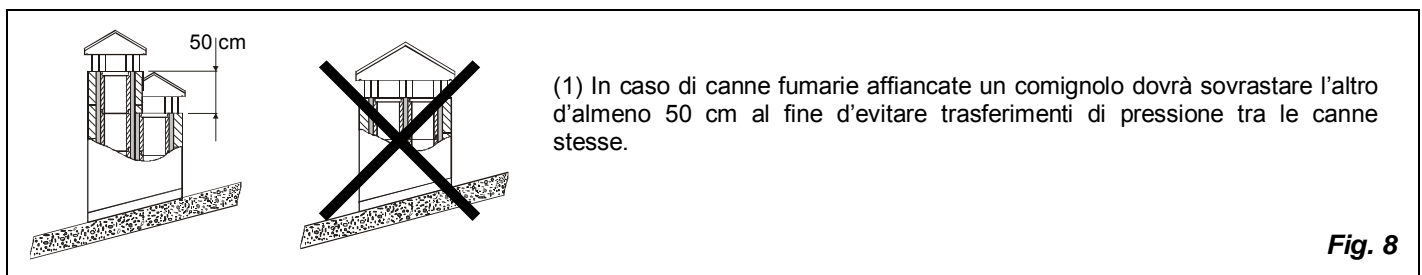 50 cm
(1) In caso di canne fumarie affiancate un comignolo dovrà sovrastare l’altro
d’almeno 50 cm al fine d’evitare trasferimenti di pressione tra le canne
stesse.
Fig. 8